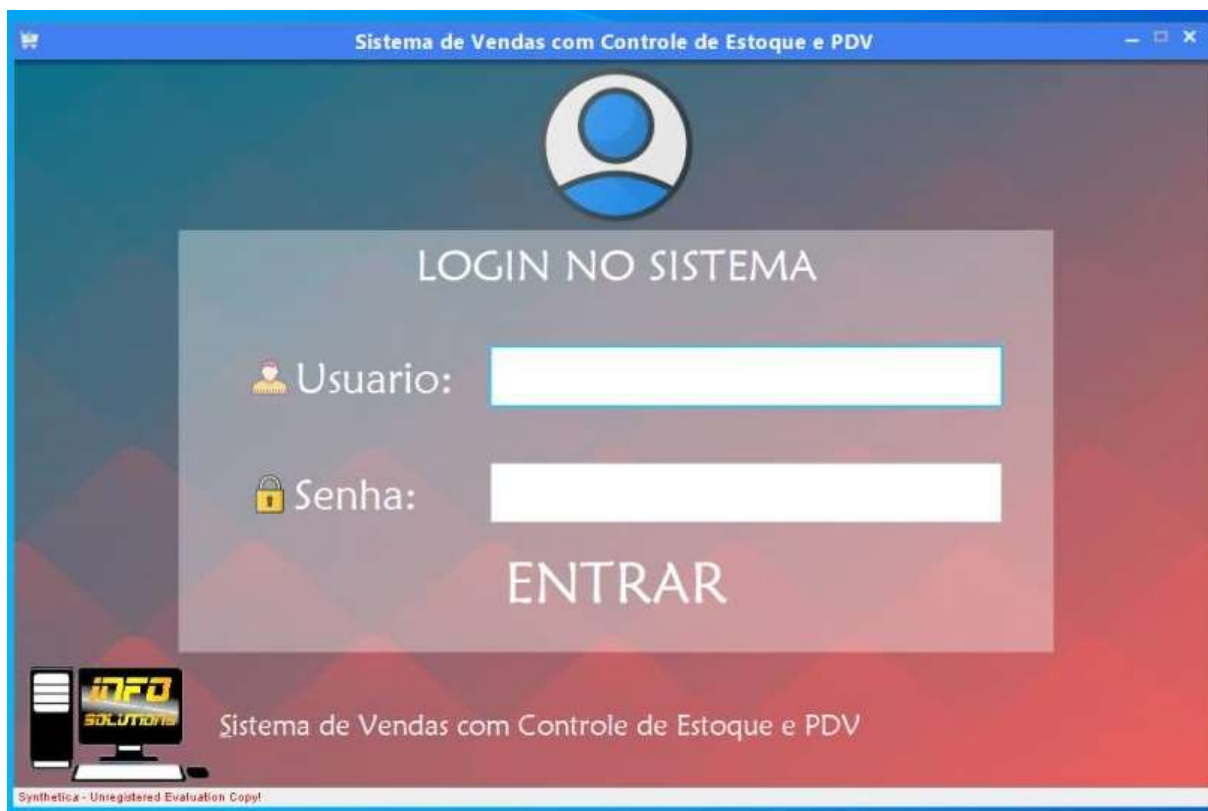 Sistema de Vendas com Controle de Estoque e PDV
LOGIN NO SISTEMA
Usuario:
Senha:
ENTRAR
INFO
SOLUTIONS
Sistema de Vendas com Controle de Estoque e PDV
Synthetica - Unregistered Evaluation Copy!